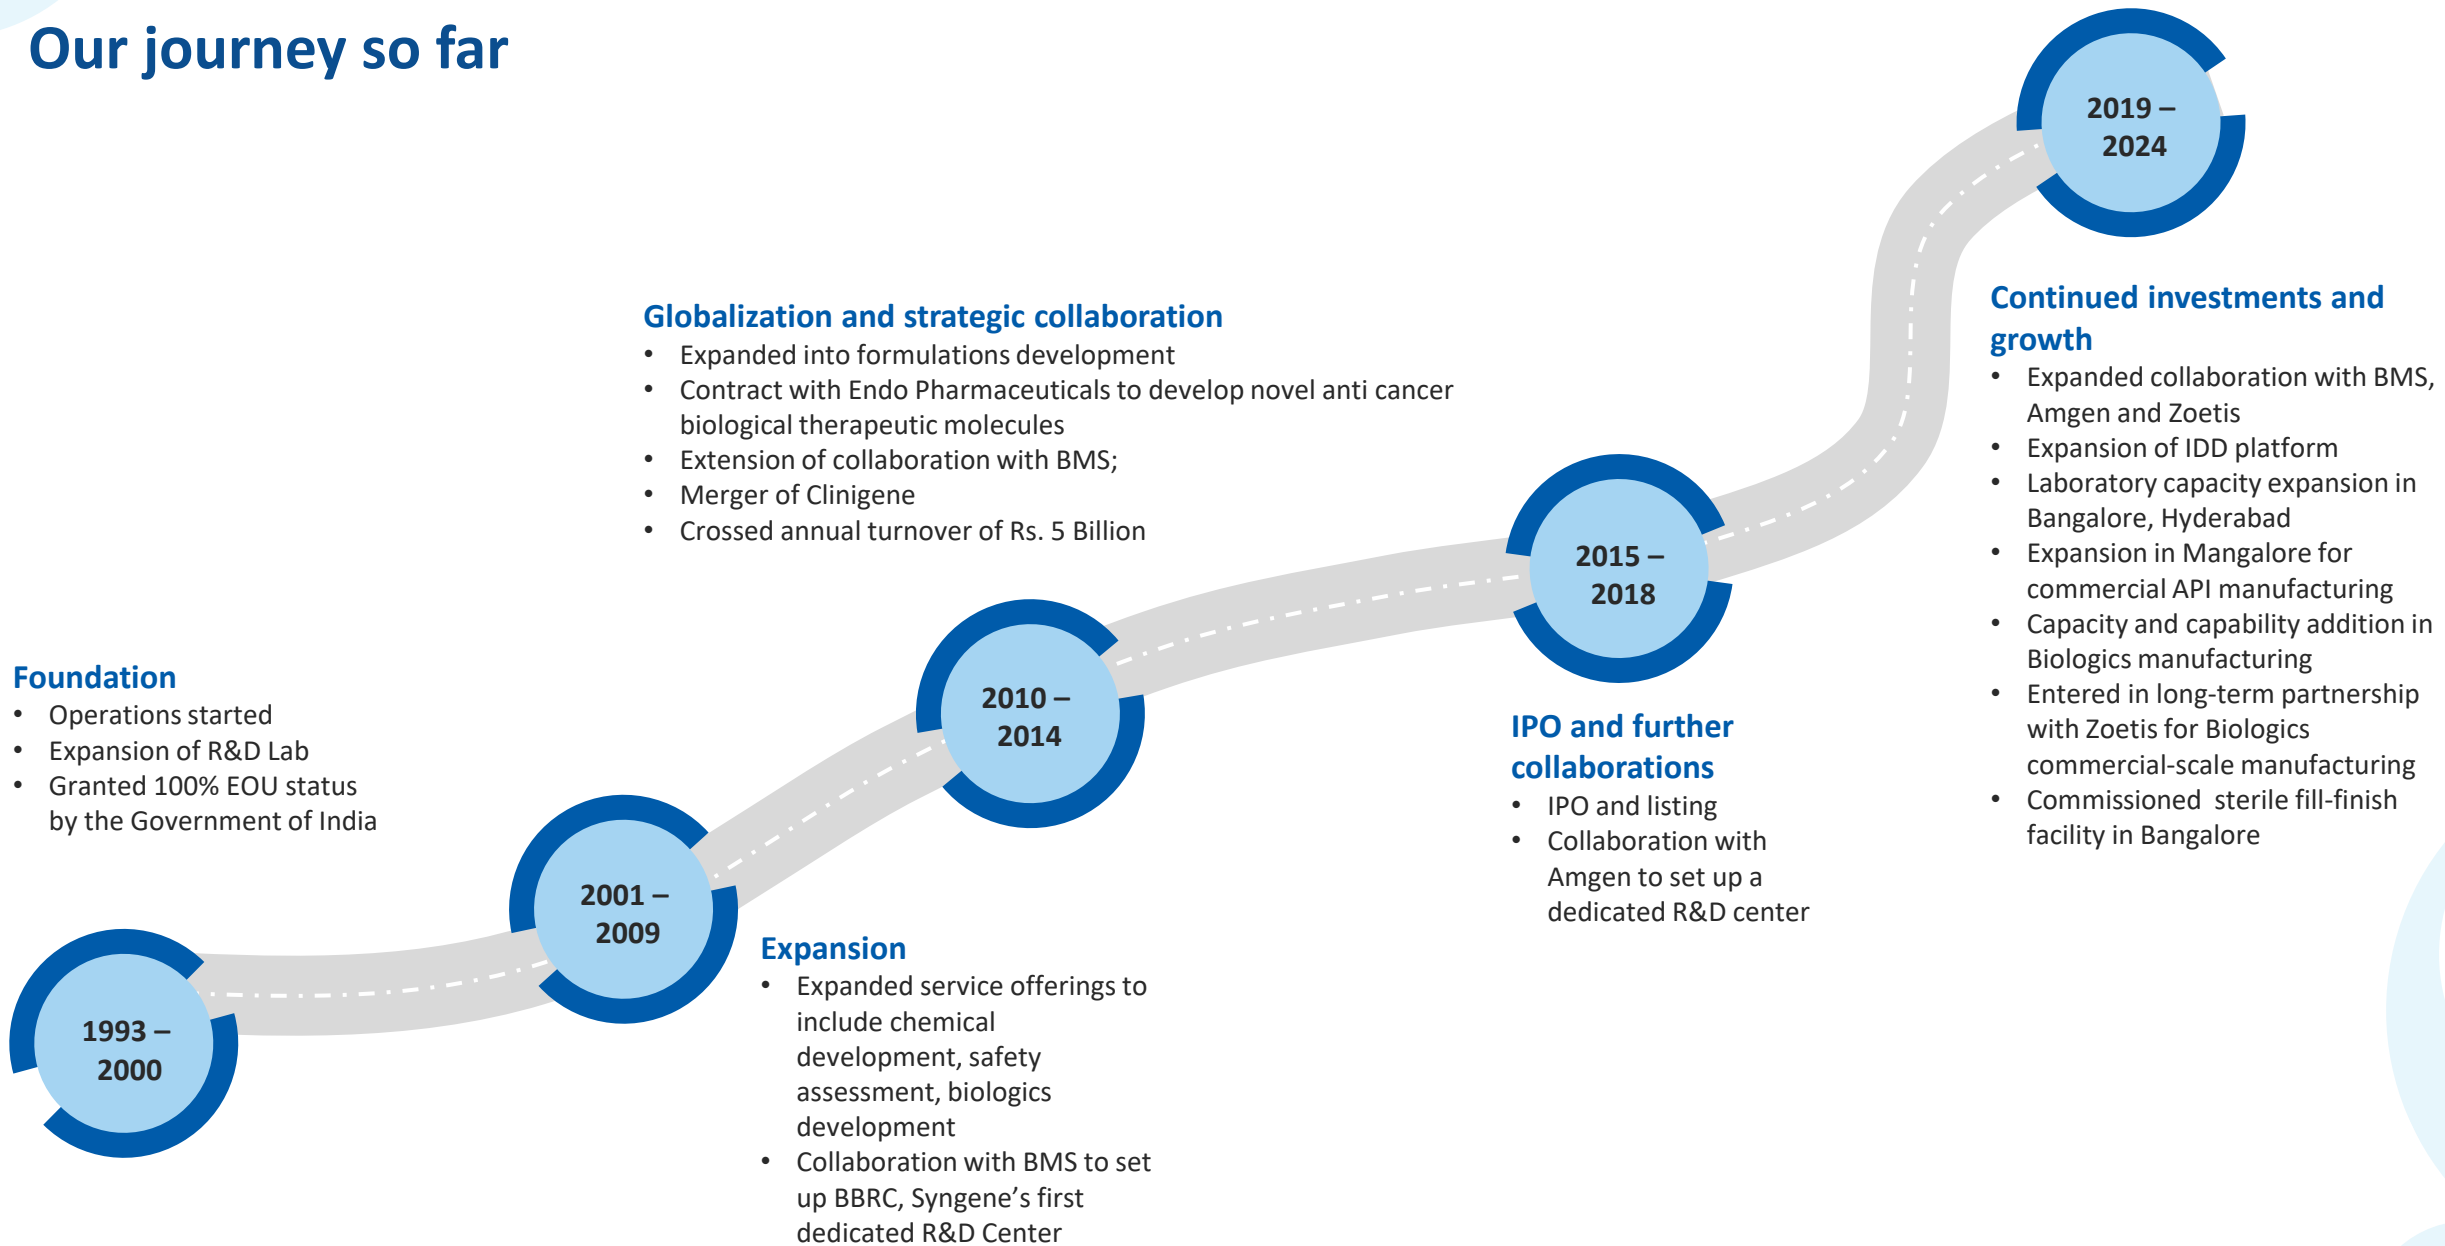 Our journey so far
1993 –
2000
Foundation
• Operations started
• Expansion of R&D Lab
• Granted 100% EOU status
by the Government of India
2001 –
2009
Expansion
• Expanded service offerings to
include chemical
development, safety
assessment, biologics
development
• Collaboration with BMS to set
up BBRC, Syngene’s first
dedicated R&D Center
2010 –
2014
Globalization and strategic collaboration
• Expanded into formulations development
• Contract with Endo Pharmaceuticals to develop novel anti cancer
biological therapeutic molecules
• Extension of collaboration with BMS;
• Merger of Clinigene
• Crossed annual turnover of Rs. 5 Billion
2015 –
2018
IPO and further
collaborations
• IPO and listing
• Collaboration with
Amgen to set up a
dedicated R&D center
2019 –
2024
Continued investments and
growth
• Expanded collaboration with BMS,
Amgen and Zoetis
• Expansion of IDD platform
• Laboratory capacity expansion in
Bangalore, Hyderabad
• Expansion in Mangalore for
commercial API manufacturing
• Capacity and capability addition in
Biologics manufacturing
• Entered in long-term partnership
with Zoetis for Biologics
commercial-scale manufacturing
• Commissioned sterile fill-finish
facility in Bangalore